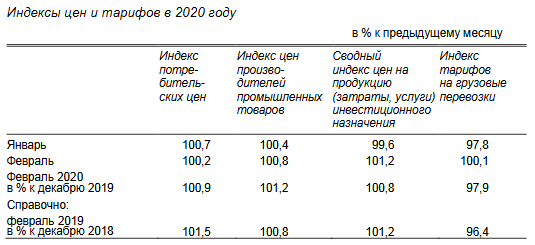 Индексы цен и тарифов в 2020 году
в % к предыдущему месяцу
Индекс потре-битель-ских цен
Индекс цен произво-дителей промышленных товаров
Сводный индекс цен на продукцию (затраты, услуги) инвестиционного назначения
Индекс тарифов на грузовые перевозки
Январь 100,7 100,4 99,6 97,8
Февраль 100,2 100,8 101,2 100,1
Февраль 2020
в % к декабрю 2019 100,9 101,2 100,8 97,9
Справочно:
февраль 2019
в % к декабрю 2018 101,5 100,8 101,2 96,4